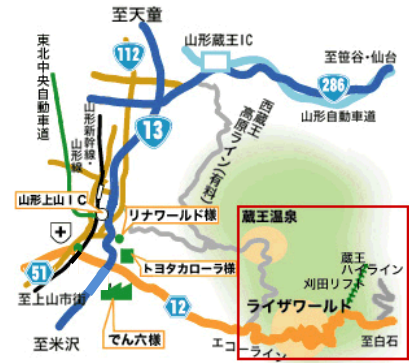 至天童
山形蔵王IC
至笹谷・仙台
112
286
東北中央自動車道
13
山形自動車道
西蔵王
高原ライン(有料)
山形新幹線・
山形線
山形上山IC
リナワールド様
蔵王温泉
トヨタカローラ様
蔵王
ハイライン
刈田リフト
51
ライザワールド
至上山市街
12
でん六様
至米沢
エコーライン
至白石